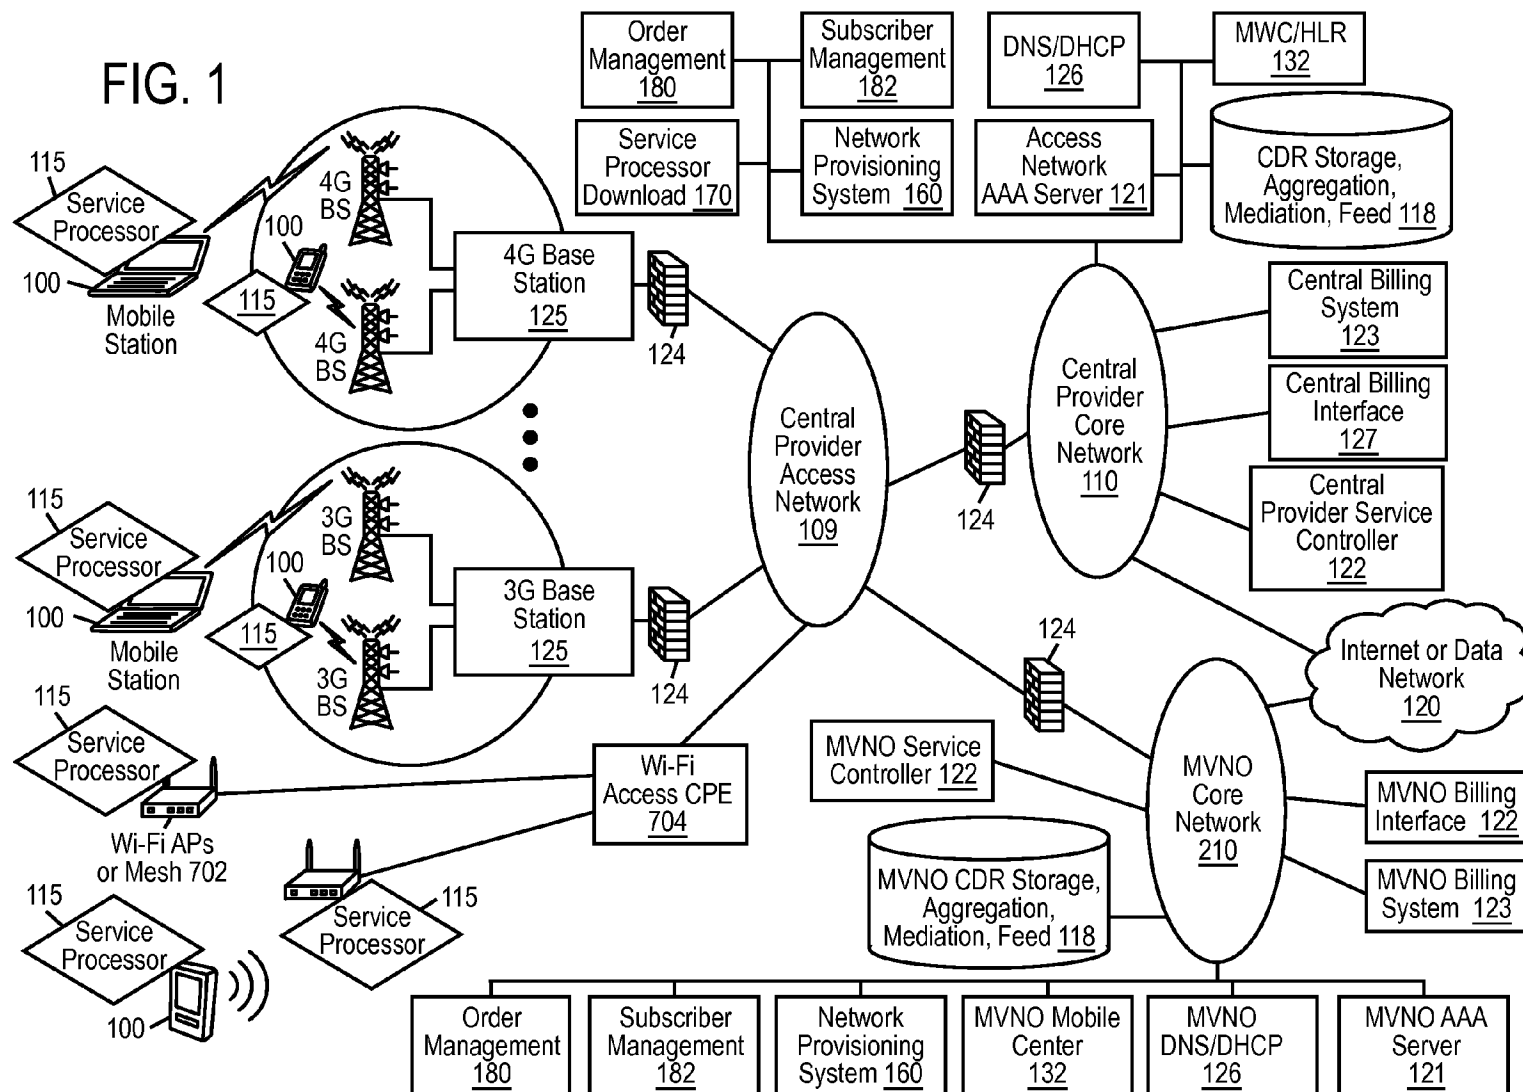 FIG. 1
Order
Management
180
Subscriber
Management
182
DNS/DHCP
126
MWC/HLR
132
Service
Processor
Download 170
Network
Provisioning
System 160
Access
Network
AAA Server 121
CDR Storage,
Aggregation,
Mediation, Feed 118
115
Service
Processor
100
Mobile
Station
4G
BS
100
115
4G
BS
4G Base
Station
125
124
Central
Provider
Access
Network
109
124
Central
Provider
Core
Network
110
Central Billing
System
123
Central Billing
Interface
127
Central
Provider Service
Controller
122
115
Service
Processor
100
Mobile
Station
3G
BS
100
115
3G
BS
3G Base
Station
125
124
124
Internet or Data
Network
120
115
Service
Processor
Wi-Fi APs
or Mesh 702
Wi-Fi
Access CPE
704
MVNO Service
Controller 122
MVNO
Core
Network
210
MVNO Billing
Interface 122
MVNO Billing
System 123
MVNO CDR Storage,
Aggregation,
Mediation, Feed 118
115
Service
Processor
115
Service
Processor
100
Order
Management
180
Subscriber
Management
182
Network
Provisioning
System 160
MVNO Mobile
Center
132
MVNO
DNS/DHCP
126
MVNO AAA
Server
121